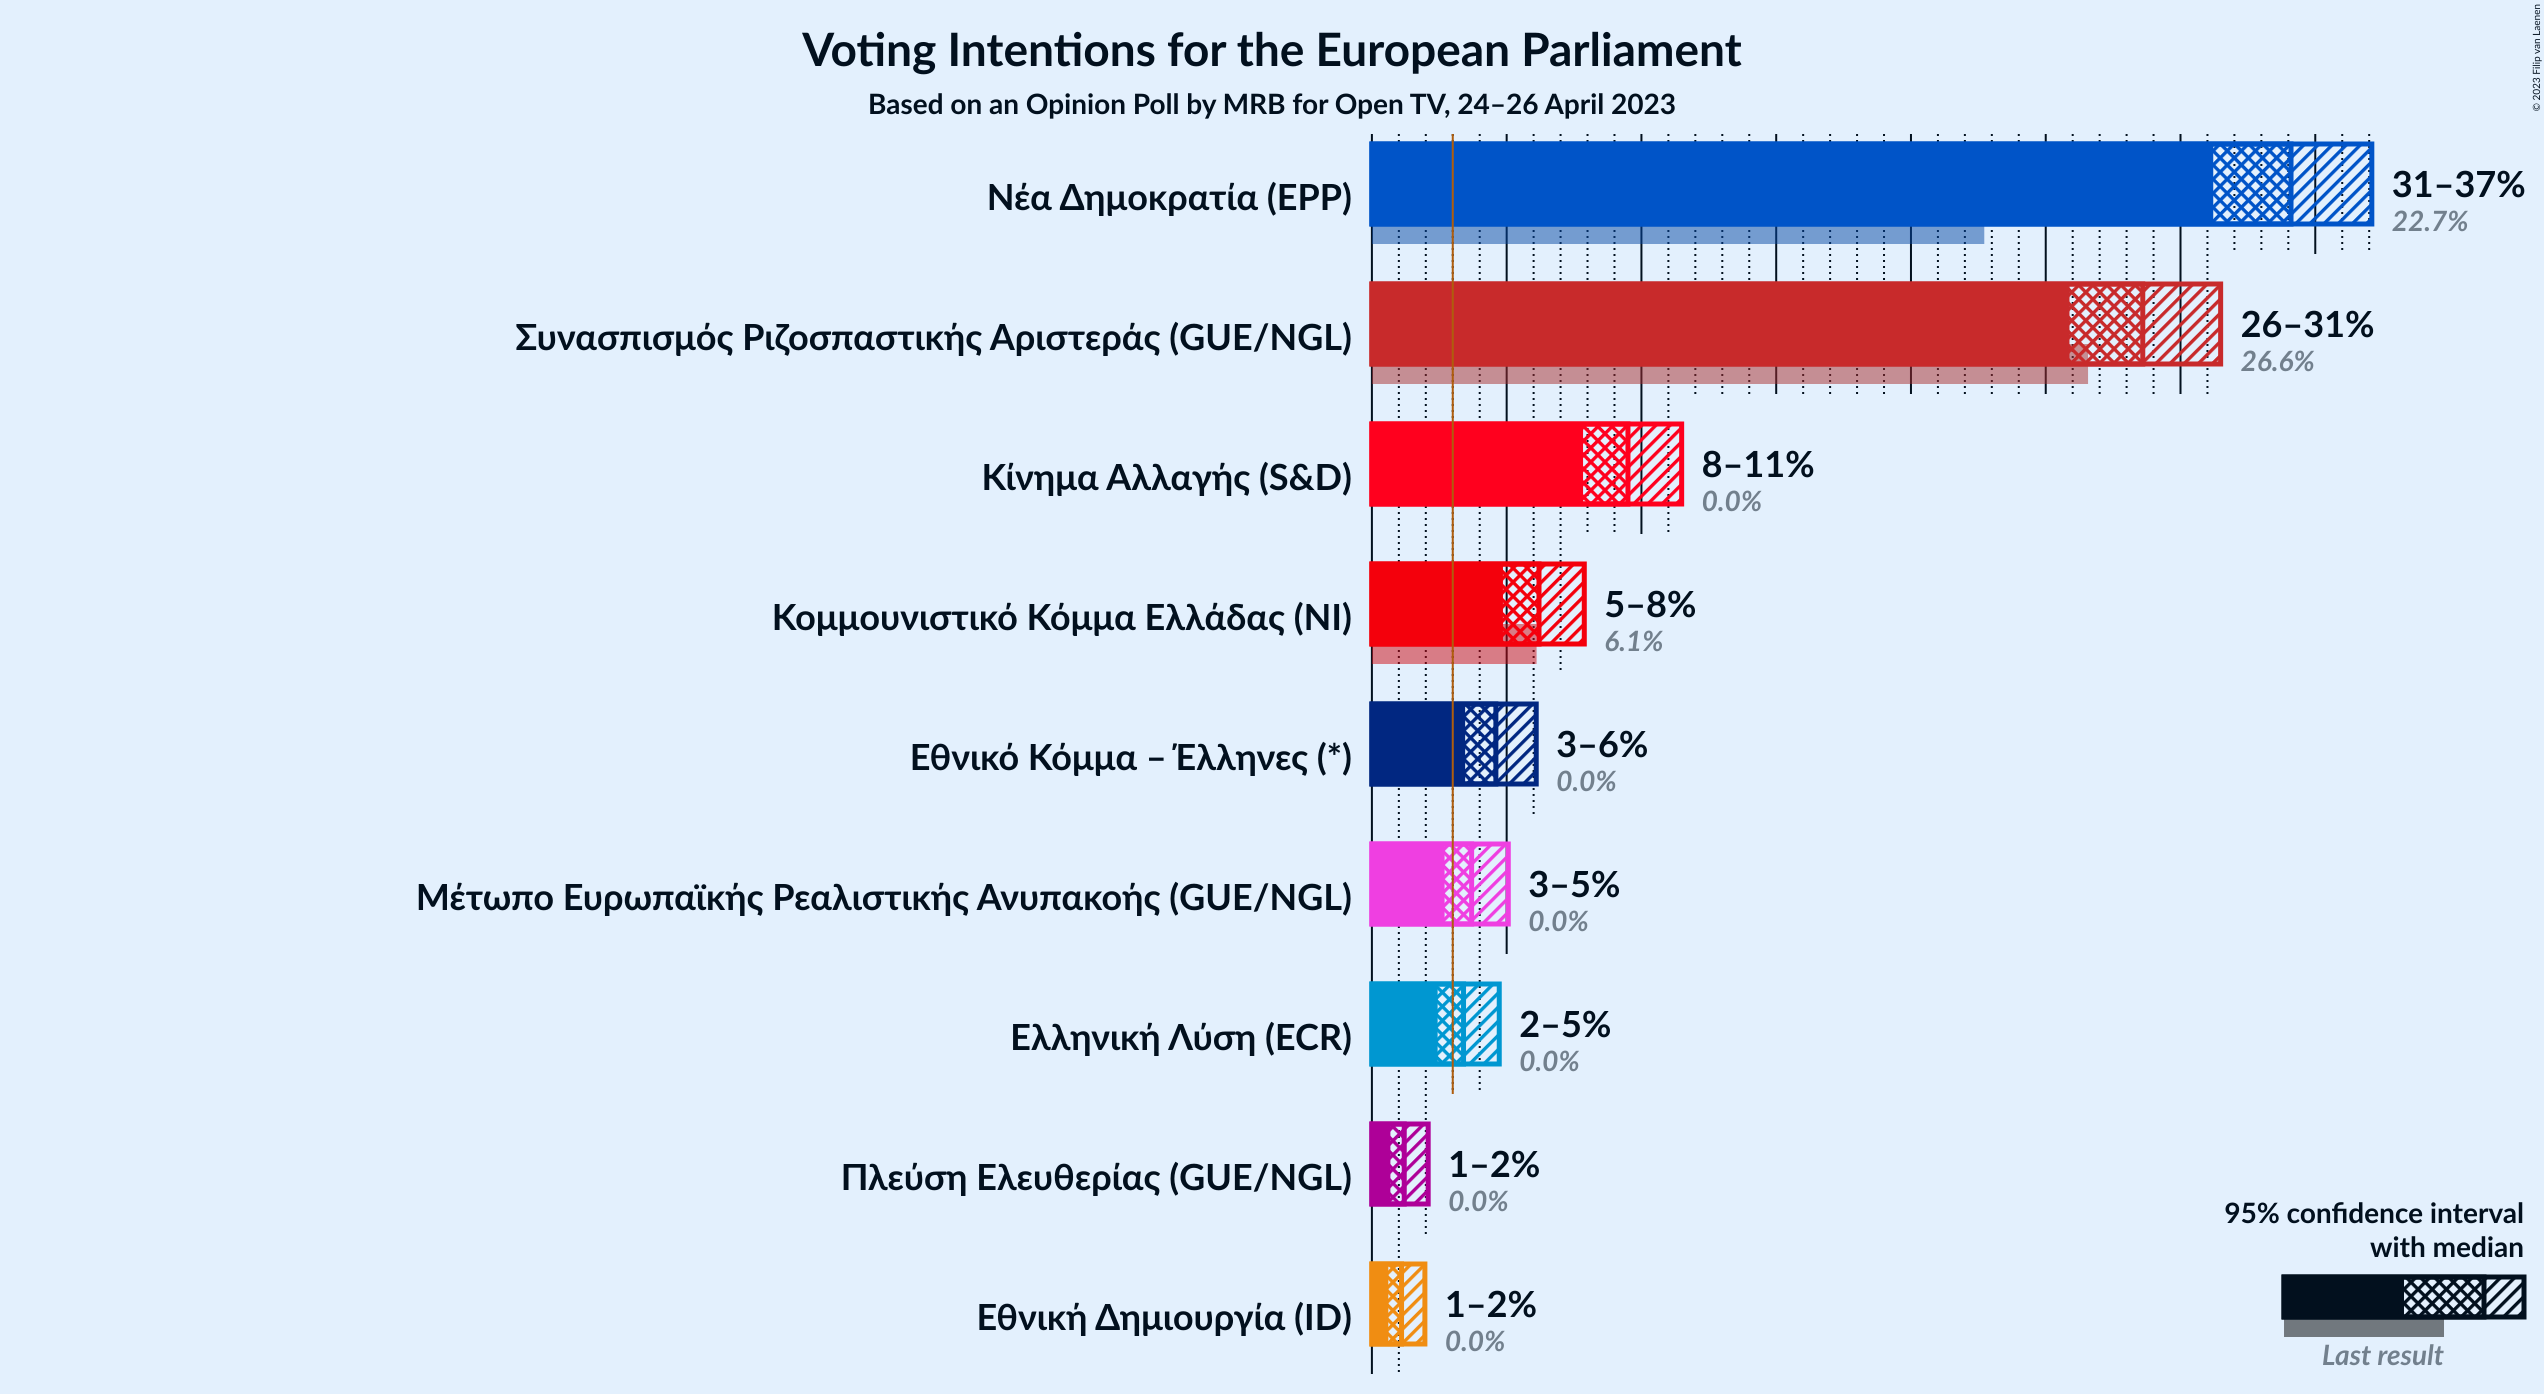 Voting Intentions for the European Parliament
Based on an Opinion Poll by MRB for Open TV, 24–26 April 2023
© 2023 Filip van Laenen
Νέα Δημοκρατία (EPP)
31–37%
22.7%
Συνασπισμός Ριζοσπαστικής Αριστεράς (GUE/NGL)
26–31%
26.6%
Κίνημα Αλλαγής (S&D)
8–11%
0.0%
Κομμουνιστικό Κόμμα Ελλάδας (NI)
5–8%
6.1%
Εθνικό Κόμμα – Έλληνες (*)
3–6%
0.0%
Μέτωπο Ευρωπαϊκής Ρεαλιστικής Ανυπακοής (GUE/NGL)
3–5%
0.0%
Ελληνική Λύση (ECR)
2–5%
0.0%
Πλεύση Ελευθερίας (GUE/NGL)
1–2%
0.0%
Εθνική Δημιουργία (ID)
1–2%
0.0%
95% confidence interval
with median
Last result